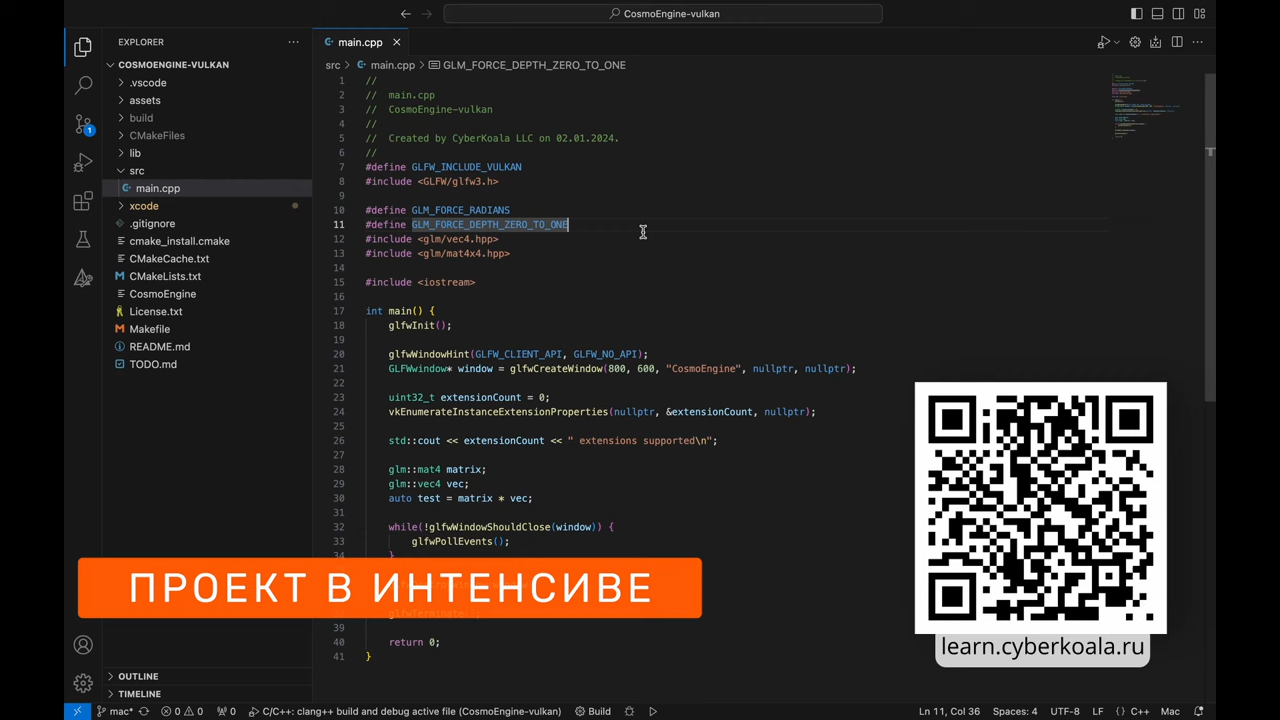 CosmoEngine-vulkan
EXPLORER
COSMOENGINE-VULKAN
.vscode
assets
build
CMakeFiles
lib
src
main.cpp
xcode
.gitignore
cmake_install.cmake
CMakeCache.txt
CMakeLists.txt
CosmoEngine
License.txt
Makefile
README.md
TODO.md
OUTLINE
TIMELINE
1
main.cpp
src > main.cpp > GLM_FORCE_DEPTH_ZERO_TO_ONE
1 //
2 // main.cpp
3 // CosmoEngine-vulkan
4 //
5 // Created by CyberKoala LLC on 02.01.2024.
6 //
7 #define GLFW_INCLUDE_VULKAN
8 #include <GLFW/glfw3.h>
9
10 #define GLM_FORCE_RADIANS
11 #define GLM_FORCE_DEPTH_ZERO_TO_ONE
12 #include <glm/vec4.hpp>
13 #include <glm/mat4x4.hpp>
14
15 #include <iostream>
16
17 int main() {
18 glfwInit();
19
20 glfwWindowHint(GLFW_CLIENT_API, GLFW_NO_API);
21 GLFWwindow* window = glfwCreateWindow(800, 600, "CosmoEngine", nullptr, nullptr);
22
23 uint32_t extensionCount = 0;
24 vkEnumerateInstanceExtensionProperties(nullptr, &extensionCount, nullptr);
25
26 std::cout << extensionCount << " extensions supported\n";
27
28 glm::mat4 matrix;
29 glm::vec4 vec;
30 auto test = matrix * vec;
31
32 while(!glfwWindowShouldClose(window)) {
33 glfwPollEvents();
34 }
glfwTerminate();
39
40 return 0;
41 }
ПРОЕКТ В ИНТЕНСИВЕ
learn.cyberkoala.ru
mac* 0 0 0 C/C++: clang++ build and debug active file (CosmoEngine-vulkan) Build Ln 11, Col 36 Spaces: 4 UTF-8 LF {} C++ Mac